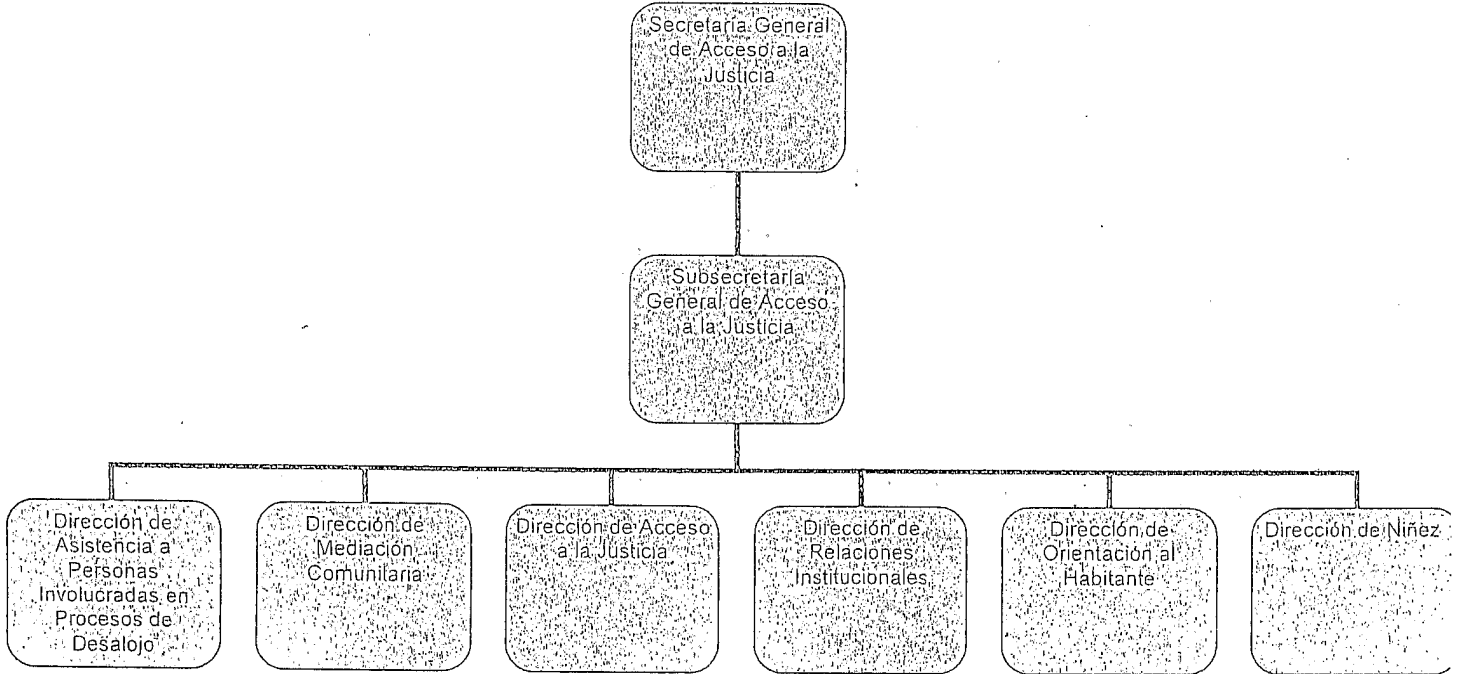 Secretaría General
de Acceso a la
Justicia
Subsecretaría
General de Acceso
a la Justicia
Dirección de
Asistencia a
Personas
Involucradas en
Procesos de
Desalojo
Dirección de
Mediación
Comunitaria
Dirección de Acceso
a la Justicia
Dirección de
Relaciones
Institucionales
Dirección de
Orientación al
Habitante
Dirección de Niñez